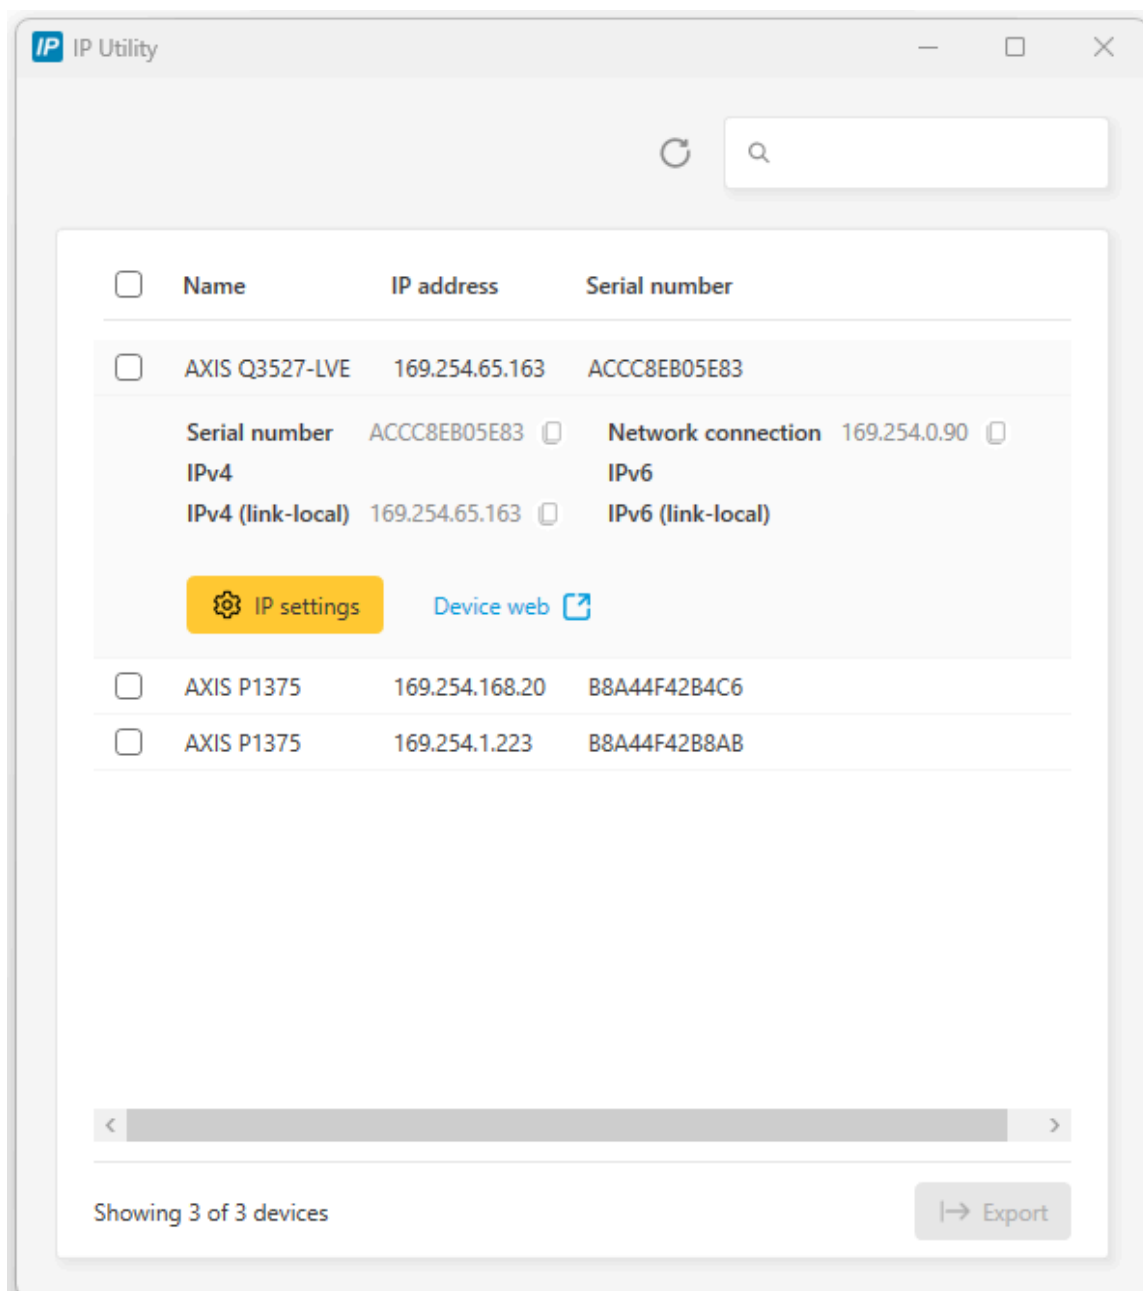 IP IP Utility
Name IP address Serial number
AXIS Q3527-LVE 169.254.65.163 ACCC8EB05E83
Serial number ACCC8EB05E83 Network connection 169.254.0.90
IPv4 IPv6
IPv4 (link-local) 169.254.65.163 IPv6 (link-local)
IP settings Device web
AXIS P1375 169.254.168.20 B8A44F42B4C6
AXIS P1375 169.254.1.223 B8A44F42B8AB
Showing 3 of 3 devices Export